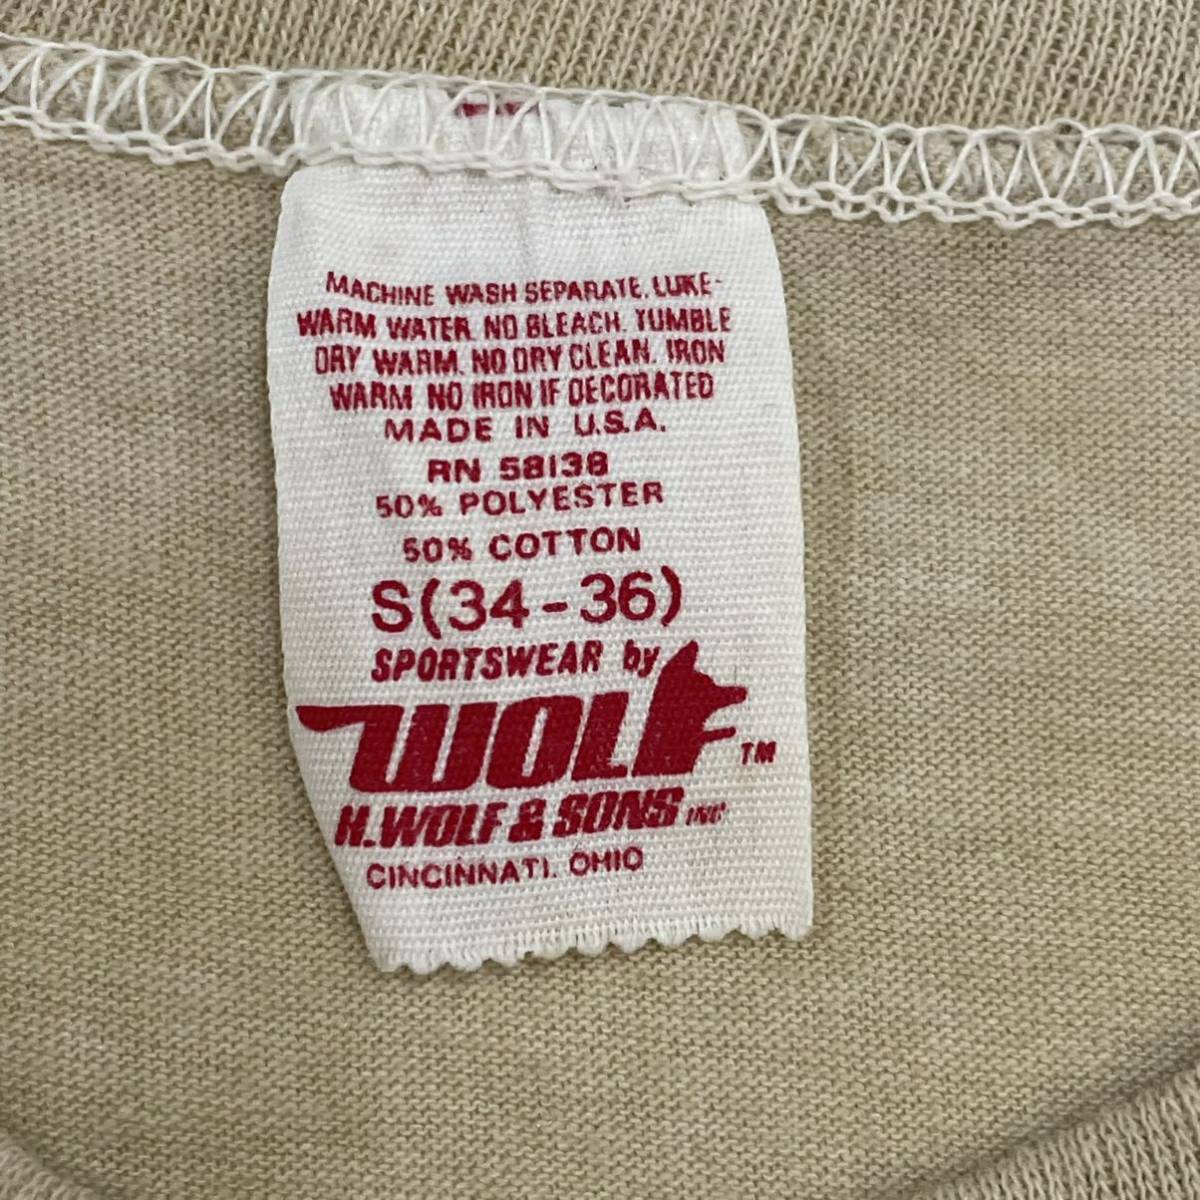 MACHINE WASH SEPARATE. LUKE-
WARM WATER. NO BLEACH. TUMBLE
DRY WARM. NO DRY CLEAN. IRON
WARM NO IRON IF DECORATED
MADE IN U.S.A.
RN 58138
50% POLYESTER
50% COTTON
S(34-36)
SPORTSWEAR by
WOLF TM
H.WOLF & SONS INC.
CINCINNATI. OHIO